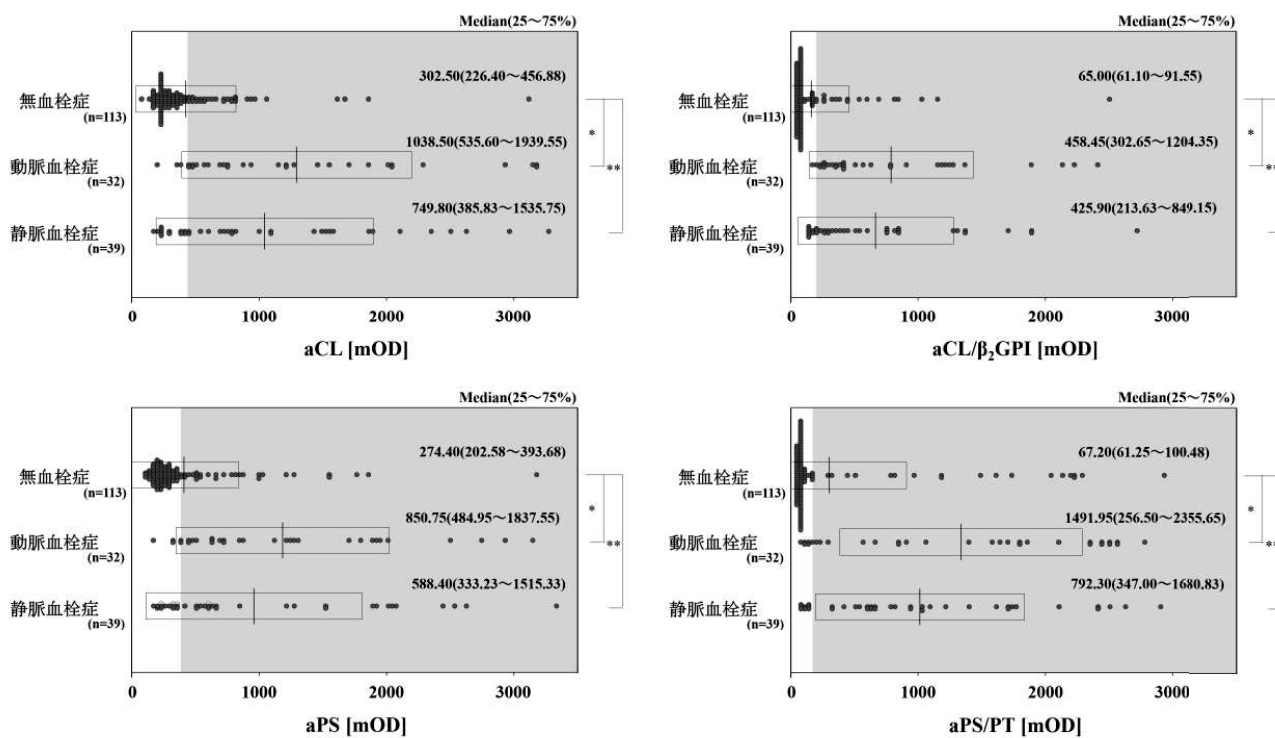 Median(25～75%)
無血栓症
(n=113)
302.50(226.40～456.88)
*
動脈血栓症
(n=32)
1038.50(535.60～1939.55)
**
静脈血栓症
(n=39)
749.80(385.83～1535.75)
0 1000 2000 3000
aCL [mOD]
Median(25～75%)
無血栓症
(n=113)
65.00(61.10～91.55)
*
動脈血栓症
(n=32)
458.45(302.65～1204.35)
**
静脈血栓症
(n=39)
425.90(213.63～849.15)
0 1000 2000 3000
aCL/β₂GPI [mOD]
Median(25～75%)
無血栓症
(n=113)
274.40(202.58～393.68)
*
動脈血栓症
(n=32)
850.75(484.95～1837.55)
**
静脈血栓症
(n=39)
588.40(333.23～1515.33)
0 1000 2000 3000
aPS [mOD]
Median(25～75%)
無血栓症
(n=113)
67.20(61.25～100.48)
*
動脈血栓症
(n=32)
1491.95(256.50～2355.65)
**
静脈血栓症
(n=39)
792.30(347.00～1680.83)
0 1000 2000 3000
aPS/PT [mOD]